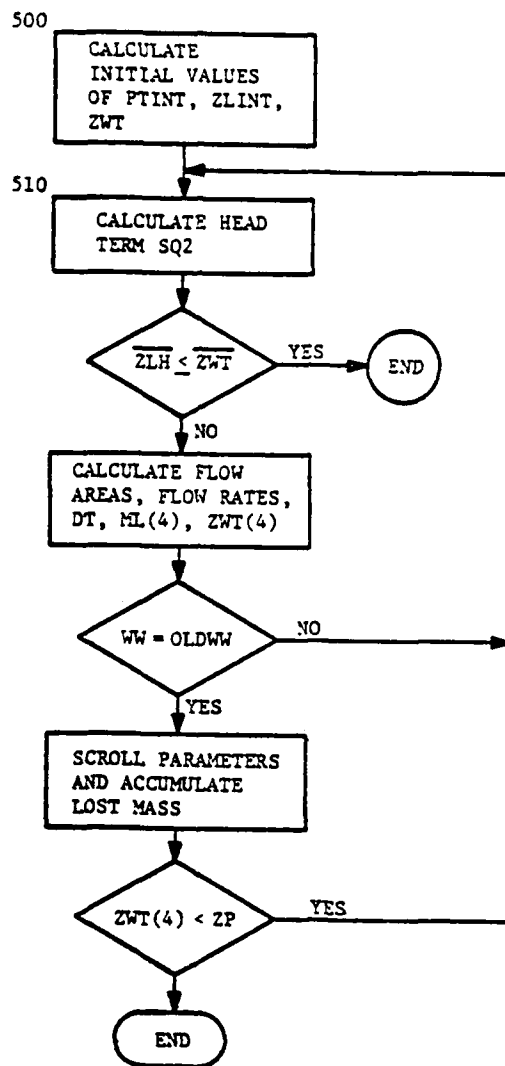 500
CALCULATE
INITIAL VALUES
OF PTINT, ZLINT,
ZWT
510
CALCULATE HEAD
TERM SQ2
ZLH ≤ ZWT
YES
END
NO
CALCULATE FLOW
AREAS, FLOW RATES,
DT, ML(4), ZWT(4)
WW = OLDWW
NO
YES
SCROLL PARAMETERS
AND ACCUMULATE
LOST MASS
ZWT(4) < ZP
YES
END